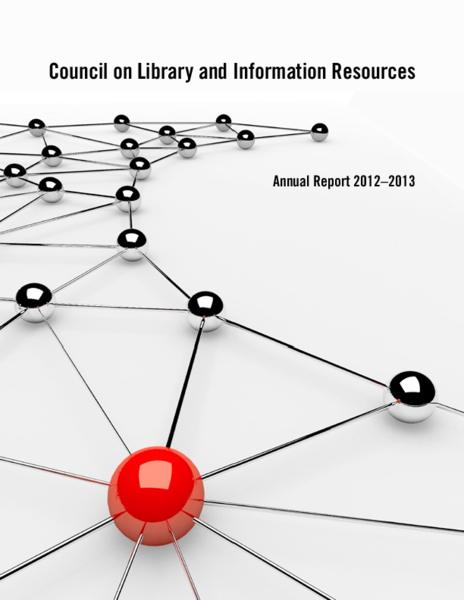 Council on Library and Information Resources
Annual Report 2012–2013